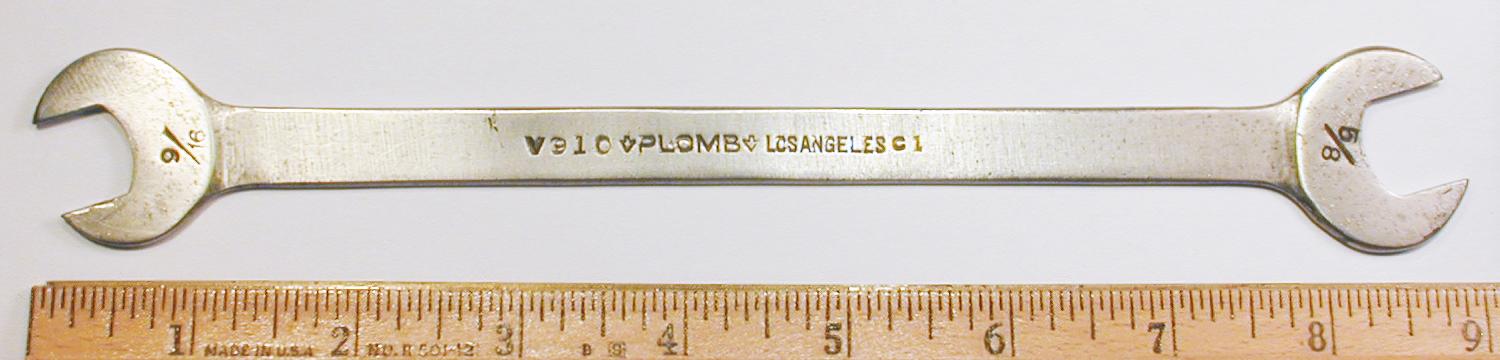 9/16
V910 PLOMB LOS ANGELES C1
5/8
1 2 3 4 5 6 7 8 9
MADE IN U.S.A. NO. R 501-12 B